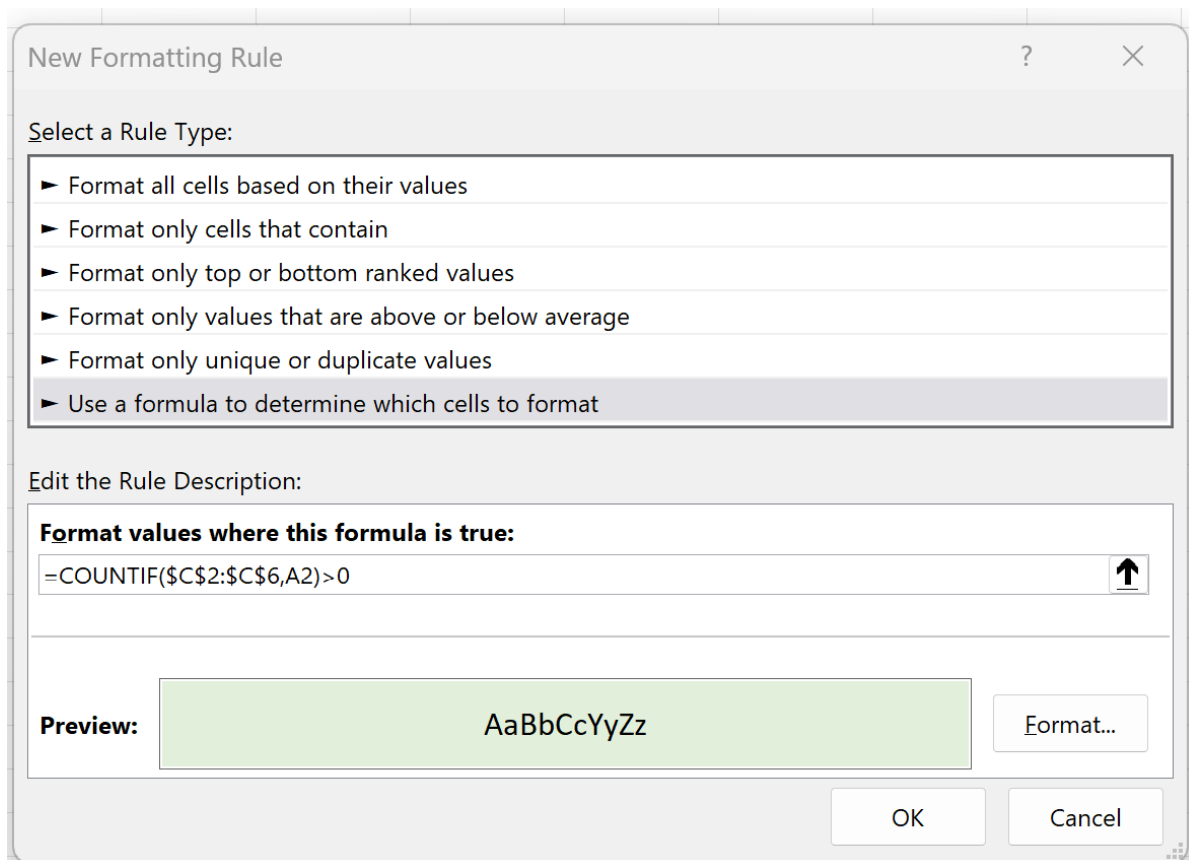 New Formatting Rule ?
Select a Rule Type:
► Format all cells based on their values
► Format only cells that contain
► Format only top or bottom ranked values
► Format only values that are above or below average
► Format only unique or duplicate values
► Use a formula to determine which cells to format
Edit the Rule Description:
Format values where this formula is true:
=COUNTIF($C$2:$C$6,A2)>0
Preview: AaBbCcYyZz Format...
OK Cancel